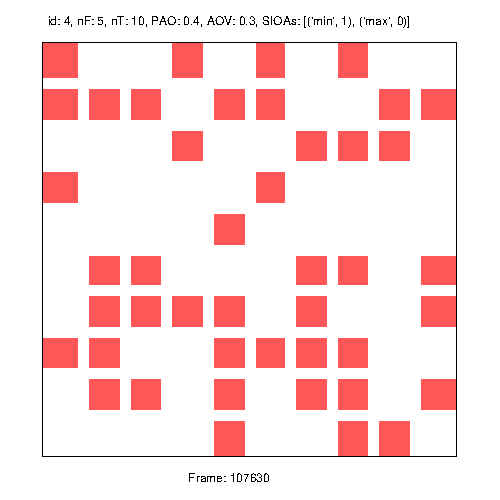 id: 4, nF: 5, nT: 10, PAO: 0.4, AOV: 0.3, SIOAs: [('min', 1), ('max', 0)]
Frame: 107630